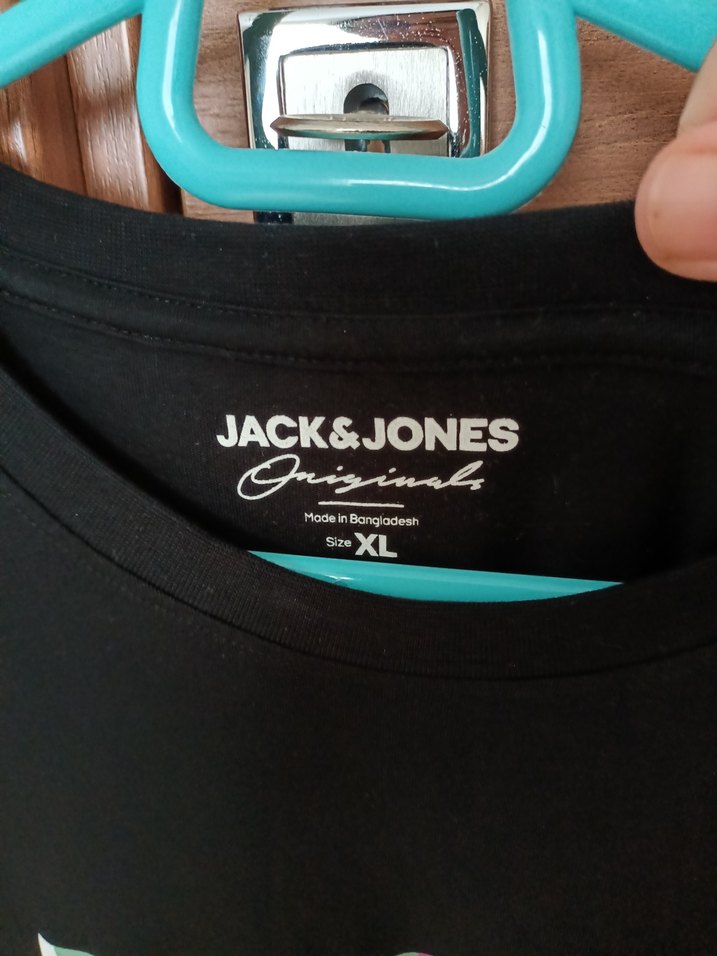 JACK&JONES
Originals
Made in Bangladesh
Size XL